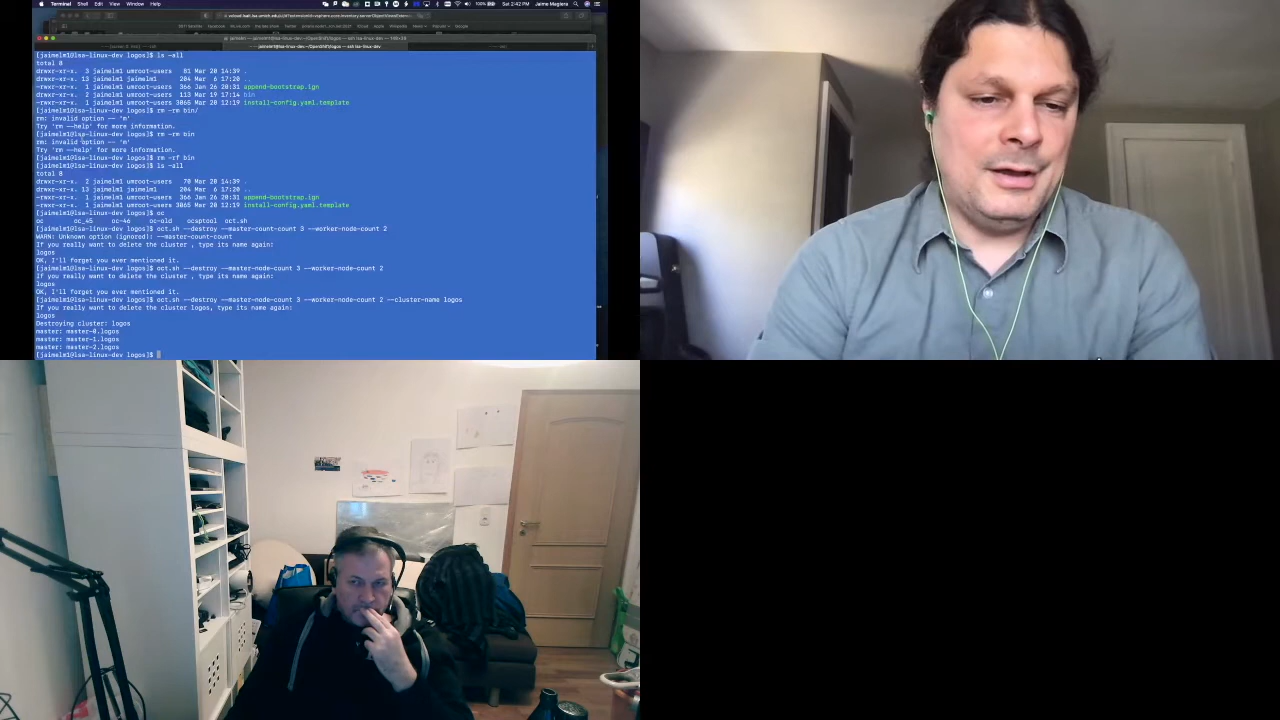 Terminal Shell Edit View Window Help 100% Sat 2:42 PM Jaime Magiera
[jaimelm1@lsa-linux-dev logos]$ ls -all
total 8
drwxr-xr-x. 3 jaimelm1 umroot-users 81 Mar 20 14:39 .
drwxr-xr-x. 13 jaimelm1 jaimelm1 204 Mar 6 17:20 ..
-rwxr-xr-x. 1 jaimelm1 umroot-users 366 Jan 26 20:31 append-bootstrap.ign
drwxr-xr-x. 2 jaimelm1 umroot-users 113 Mar 19 17:14 bin
-rwxr-xr-x. 1 jaimelm1 umroot-users 3865 Mar 20 12:19 install-config.yaml.template
[jaimelm1@lsa-linux-dev logos]$ rm -rm bin/
rm: invalid option -- 'm'
Try 'rm --help' for more information.
[jaimelm1@lsa-linux-dev logos]$ rm -rm bin
rm: invalid option -- 'm'
Try 'rm --help' for more information.
[jaimelm1@lsa-linux-dev logos]$ rm -rf bin
[jaimelm1@lsa-linux-dev logos]$ ls -all
total 8
drwxr-xr-x. 2 jaimelm1 umroot-users 70 Mar 20 14:39 .
drwxr-xr-x. 13 jaimelm1 jaimelm1 204 Mar 6 17:20 ..
-rwxr-xr-x. 1 jaimelm1 umroot-users 366 Jan 26 20:31 append-bootstrap.ign
-rwxr-xr-x. 1 jaimelm1 umroot-users 3865 Mar 20 12:19 install-config.yaml.template
[jaimelm1@lsa-linux-dev logos]$ oc
oc oc_45 oc-46 oc-old ocsptool oct.sh
[jaimelm1@lsa-linux-dev logos]$ oct.sh --destroy --master-count-count 3 --worker-node-count 2
WARN: Unknown option (ignored): --master-count-count
If you really want to delete the cluster , type its name again:
logos
OK, I'll forget you ever mentioned it.
[jaimelm1@lsa-linux-dev logos]$ oct.sh --destroy --master-node-count 3 --worker-node-count 2
If you really want to delete the cluster , type its name again:
logos
OK, I'll forget you ever mentioned it.
[jaimelm1@lsa-linux-dev logos]$ oct.sh --destroy --master-node-count 3 --worker-node-count 2 --cluster-name logos
If you really want to delete the cluster logos, type its name again:
logos
Destroying cluster: logos
master: master-0.logos
master: master-1.logos
master: master-2.logos
[jaimelm1@lsa-linux-dev logos]$